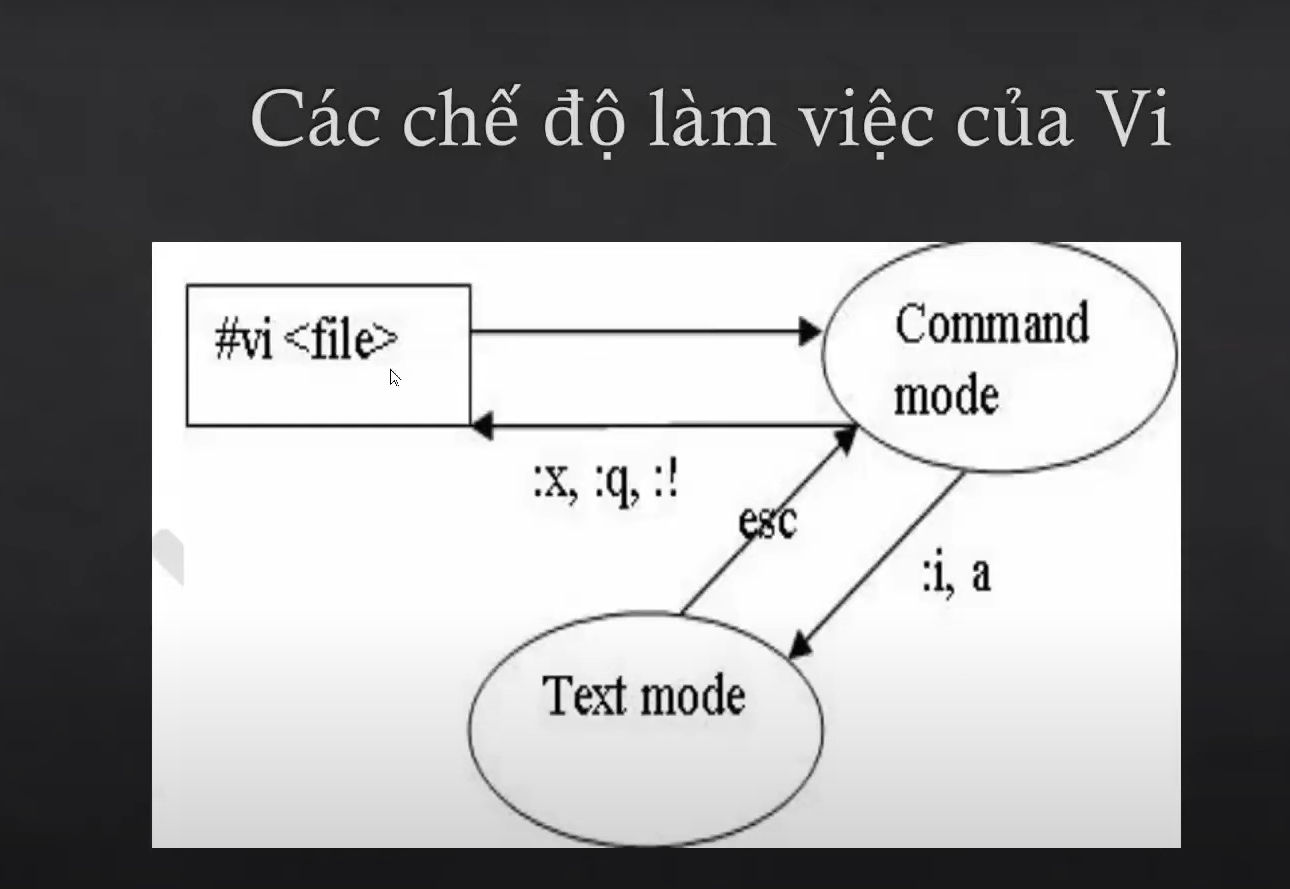 Các chế độ làm việc của Vi
#vi <file>
Command
mode
:x, :q, :!
esc
:i, a
Text mode